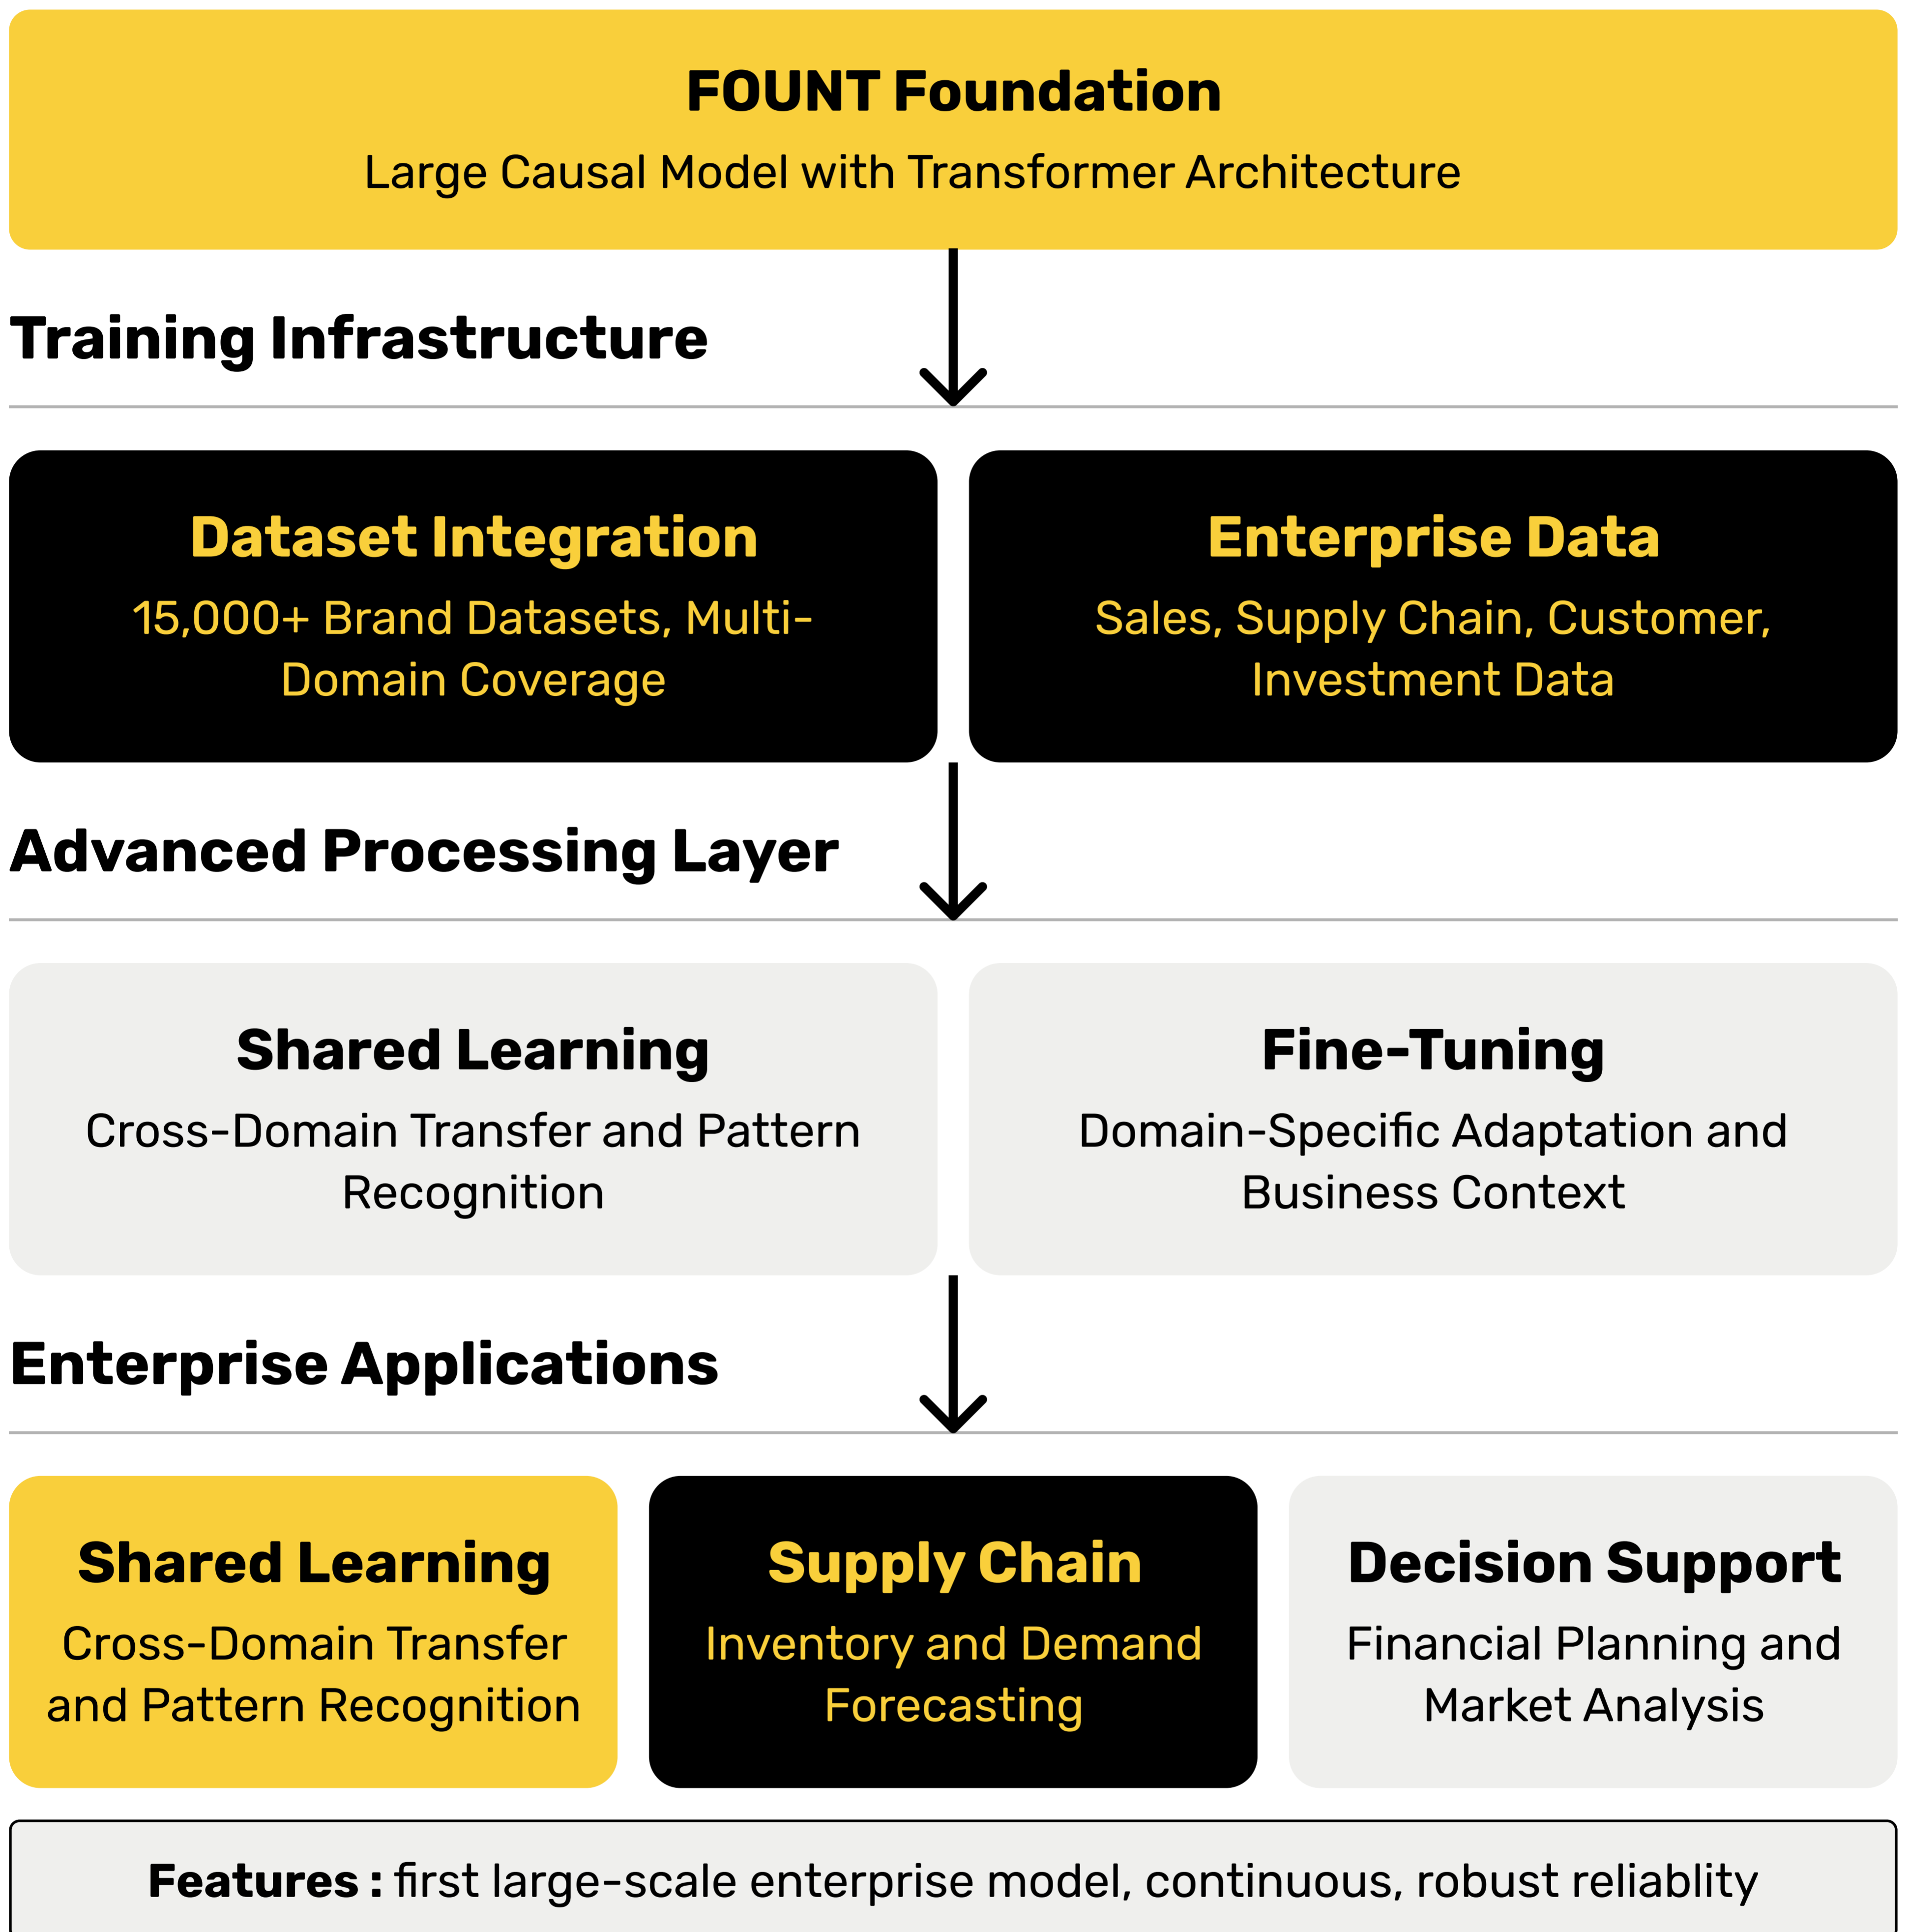 FOUNT Foundation
Large Causal Model with Transformer Architecture
Training Infrastructure
Dataset Integration
15,000+ Brand Datasets, Multi-
Domain Coverage
Enterprise Data
Sales, Supply Chain, Customer,
Investment Data
Advanced Processing Layer
Shared Learning
Cross-Domain Transfer and Pattern
Recognition
Fine-Tuning
Domain-Specific Adaptation and
Business Context
Enterprise Applications
Shared Learning
Cross-Domain Transfer
and Pattern Recognition
Supply Chain
Inventory and Demand
Forecasting
Decision Support
Financial Planning and
Market Analysis
Features : first large-scale enterprise model, continuous, robust reliablity